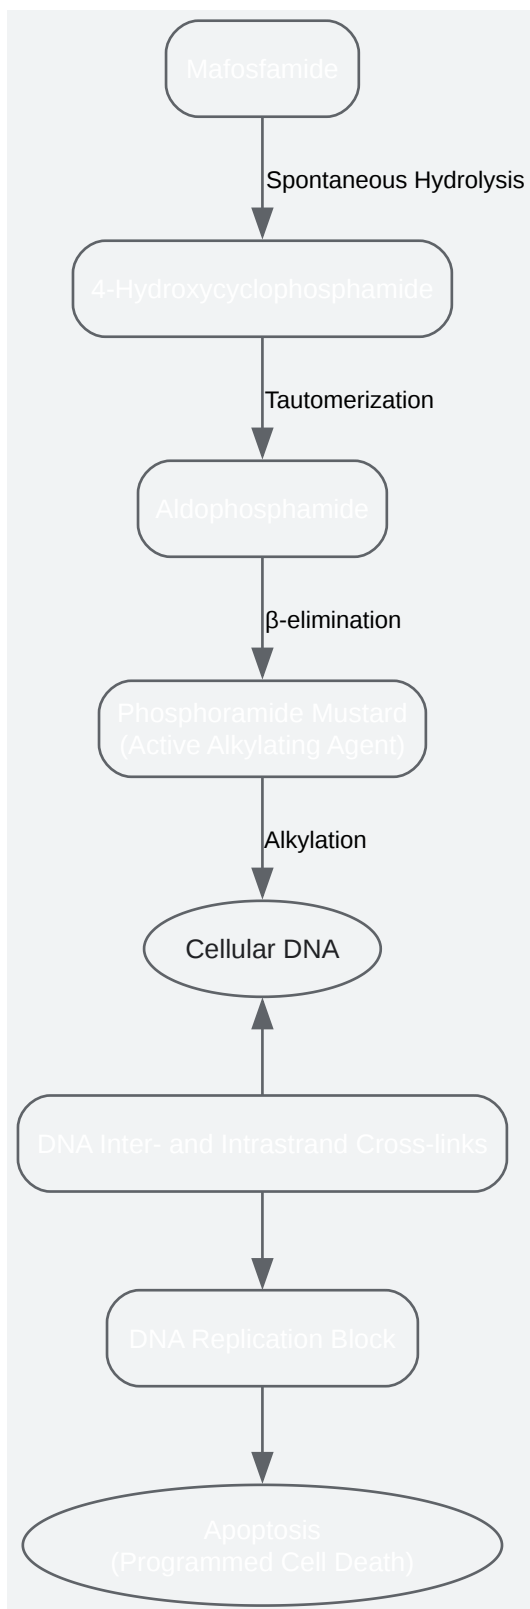 Mafosfamide
Spontaneous Hydrolysis
4-Hydroxycyclophosphamide
Tautomerization
Aldophosphamide
β-elimination
Phosphoramide Mustard
(Active Alkylating Agent)
Alkylation
Cellular DNA
DNA Inter- and Intrastrand Cross-links
DNA Replication Block
Apoptosis
(Programmed Cell Death)